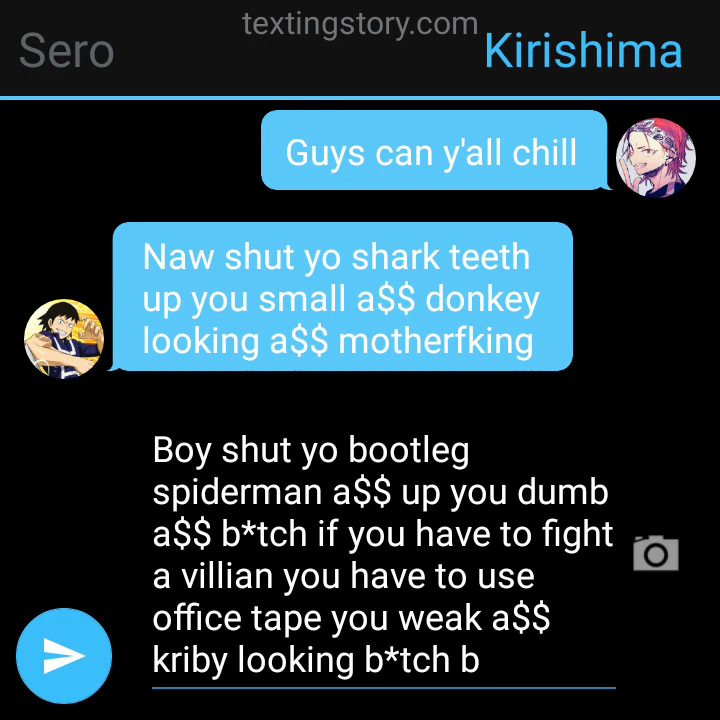 textingstory.com
Sero
Kirishima
Guys can y'all chill
Naw shut yo shark teeth
up you small a$$ donkey
looking a$$ motherfking
Boy shut yo bootleg
spiderman a$$ up you dumb
a$$ b*tch if you have to fight
a villian you have to use
office tape you weak a$$
kriby looking b*tch b